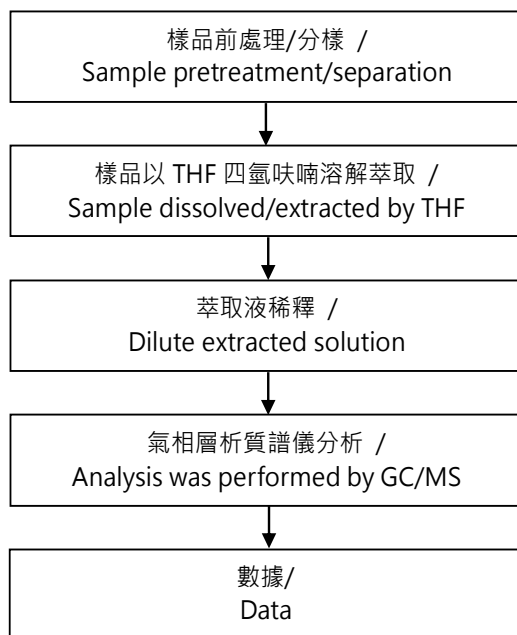 樣品前處理/分樣 /
Sample pretreatment/separation
樣品以 THF 四氫呋喃溶解萃取 /
Sample dissolved/extracted by THF
萃取液稀釋 /
Dilute extracted solution
氣相層析質譜儀分析 /
Analysis was performed by GC/MS
數據/
Data